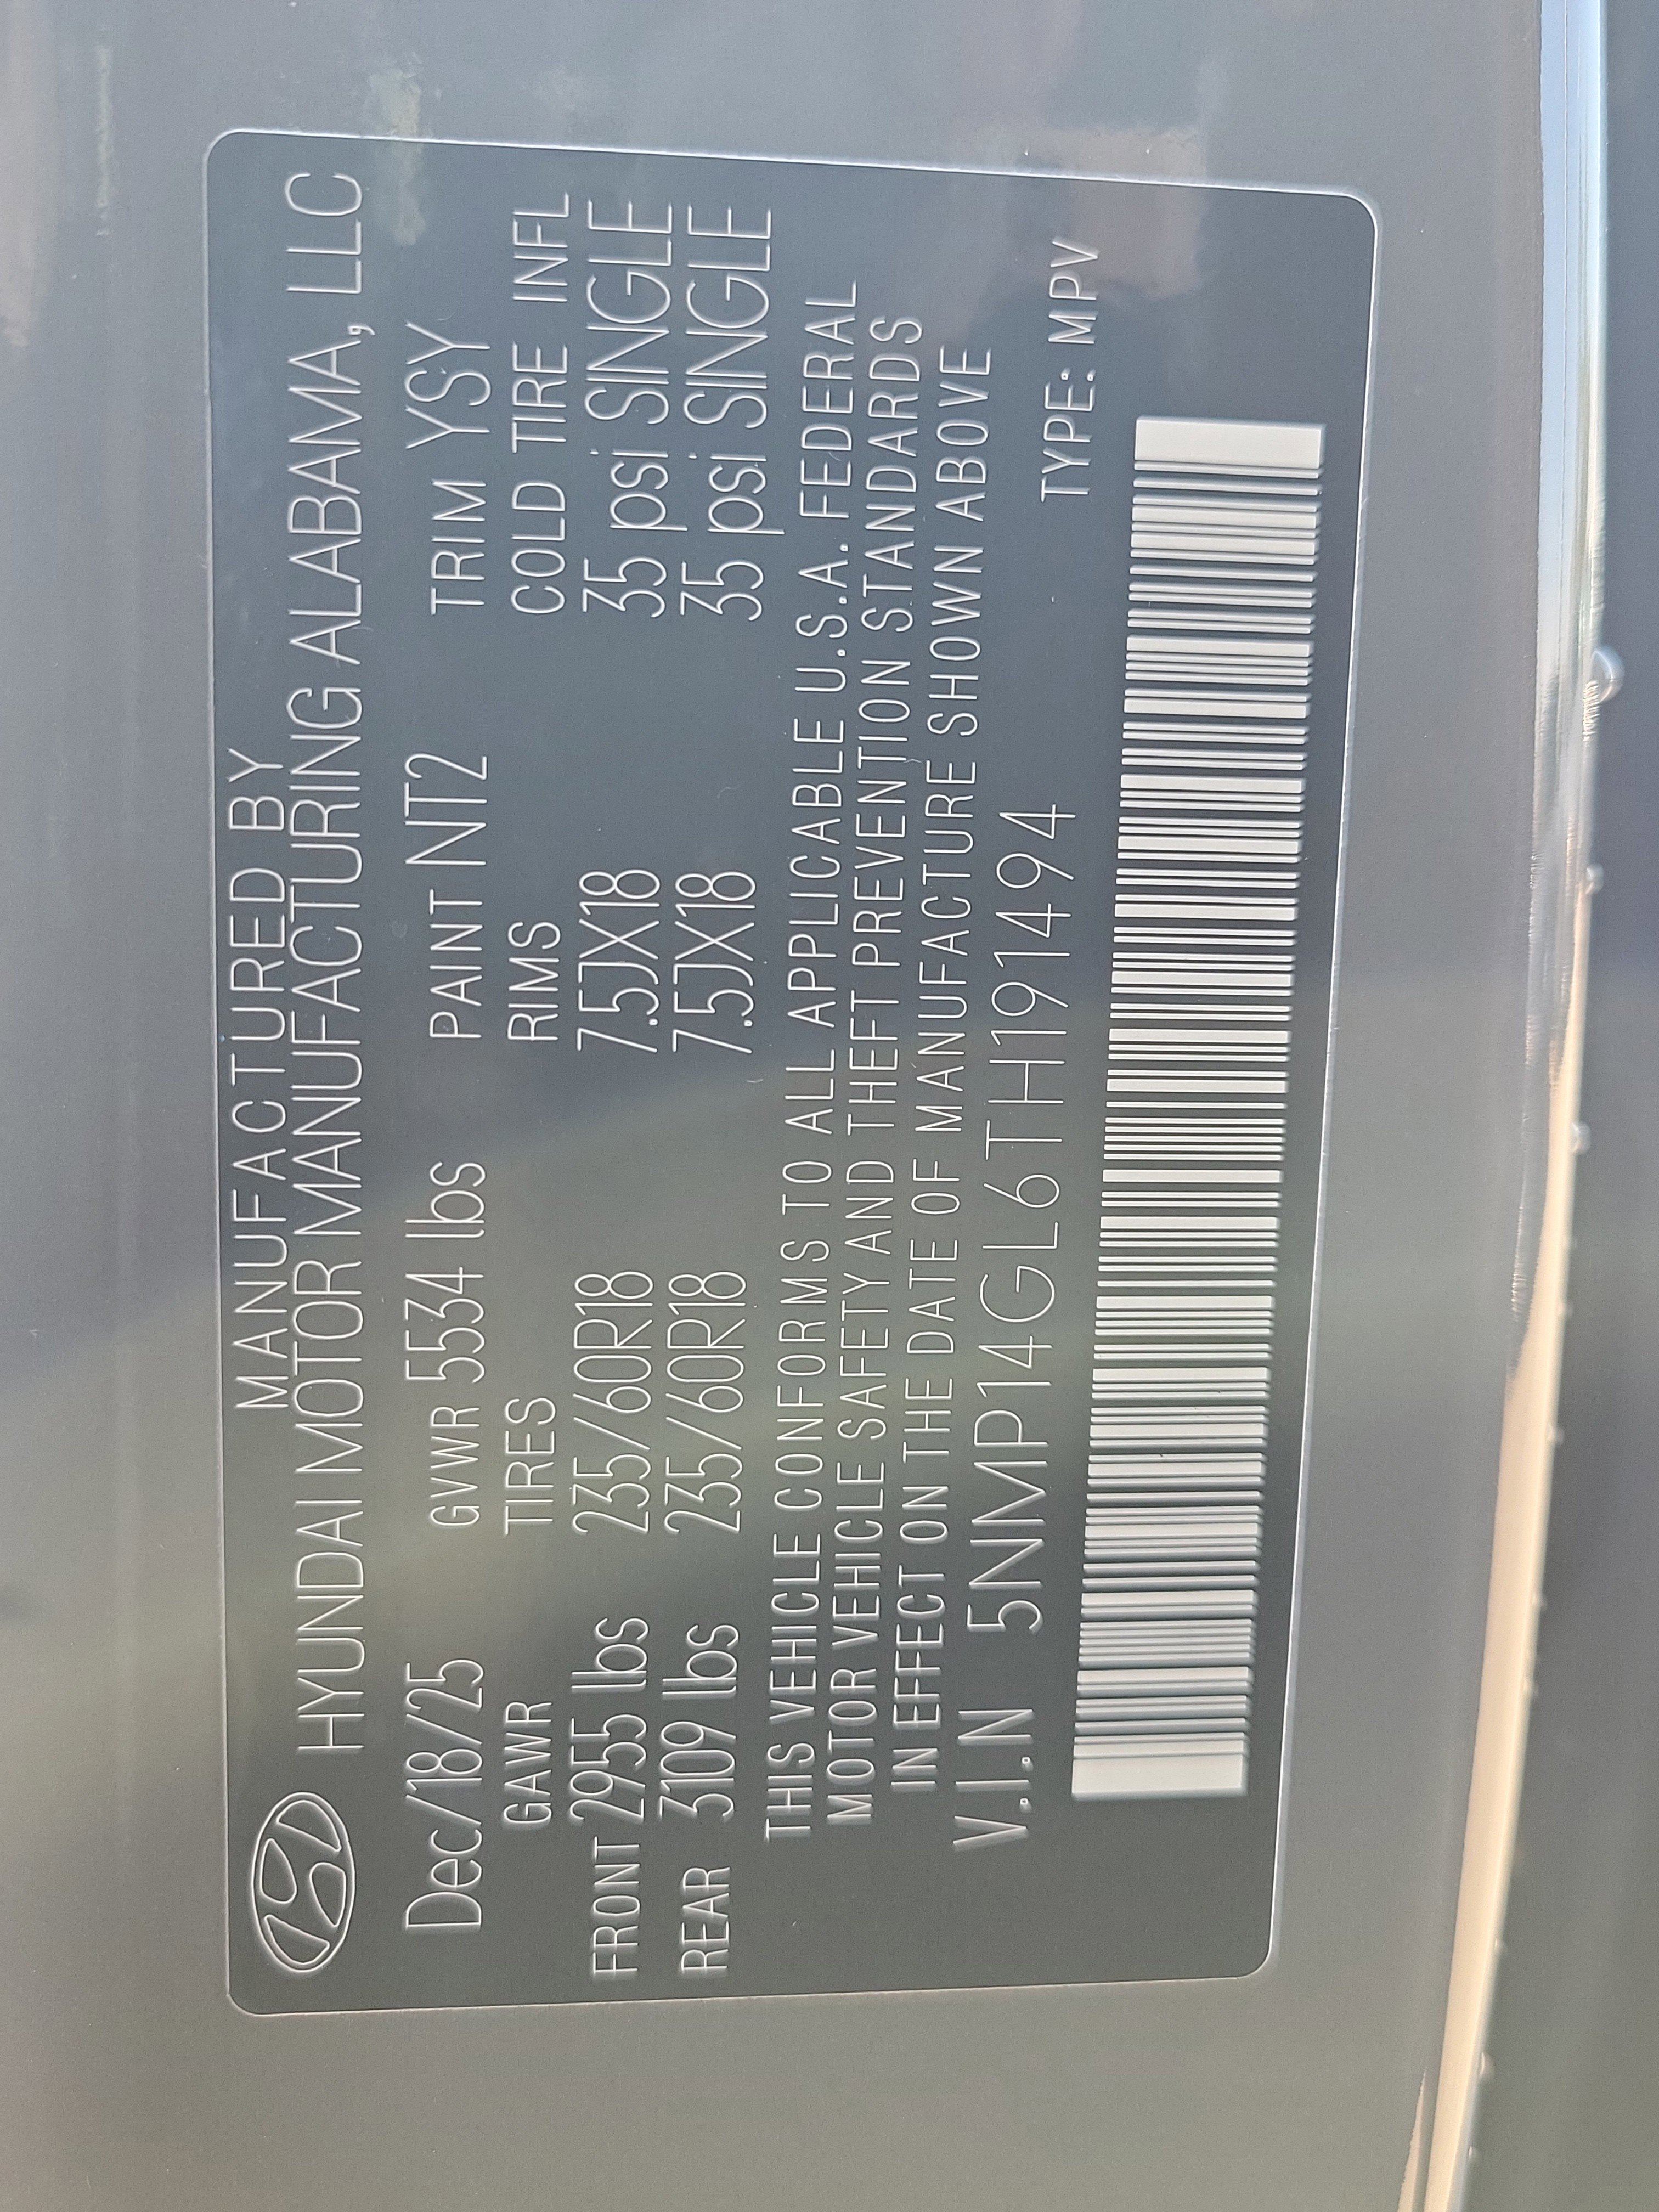 MANUFACTURED BY
HYUNDAI MOTOR MANUFACTURING ALABAMA, LLC
Dec/18/25 GVWR 5534 lbs PAINT NT2 TRIM YSY
GAWR TIRES RIMS COLD TIRE INFL
FRONT 2955 lbs 235/60R18 7.5JX18 35 psi SINGLE
REAR 3109 lbs 235/60R18 7.5JX18 35 psi SINGLE
THIS VEHICLE CONFORMS TO ALL APPLICABLE U.S.A. FEDERAL
MOTOR VEHICLE SAFETY AND THEFT PREVENTION STANDARDS
IN EFFECT ON THE DATE OF MANUFACTURE SHOWN ABOVE
V.I.N 5NMP14GL6TH191494 TYPE: MPV